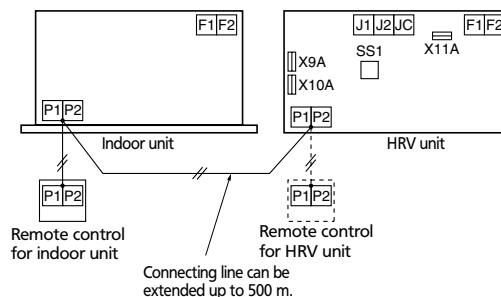 F1 F2
J1 J2 JC
F1 F2
SS1
X11A
X9A
X10A
P1 P2
P1 P2
Indoor unit
HRV unit
P1 P2
P1 P2
Remote control
for indoor unit
Remote control
for HRV unit
Connecting line can be
extended up to 500 m.